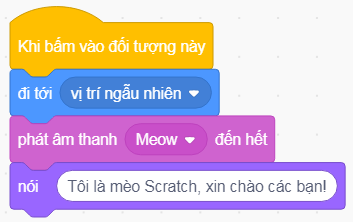 Khi bấm vào đối tượng này
đi tới vị trí ngẫu nhiên
phát âm thanh Meow đến hết
nói Tôi là mèo Scratch, xin chào các bạn!